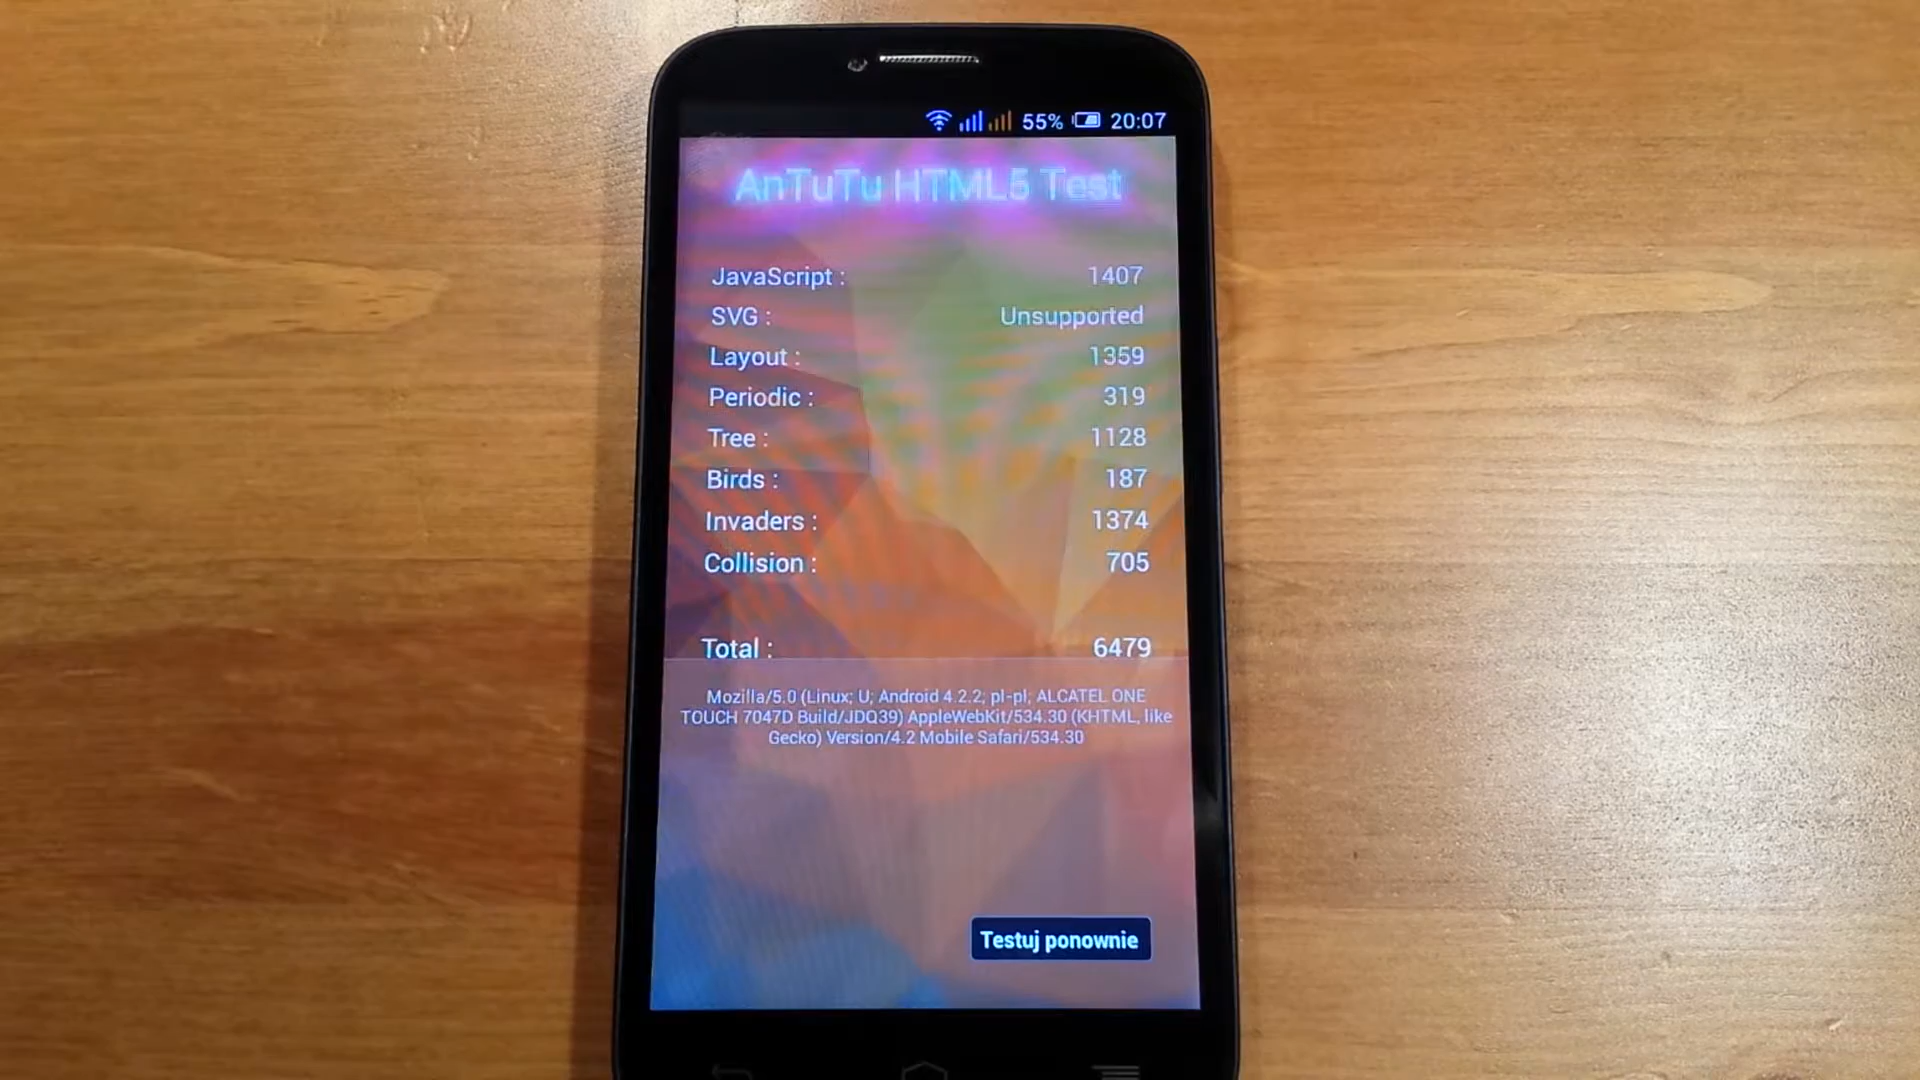 55% 20:07
AnTuTu HTML5 Test
JavaScript : 1407
SVG : Unsupported
Layout : 1359
Periodic : 319
Tree : 1128
Birds : 187
Invaders : 1374
Collision : 705
Total : 6479
Mozilla/5.0 (Linux; U; Android 4.2.2; pl-pl; ALCATEL ONE
TOUCH 7047D Build/JDQ39) AppleWebKit/534.30 (KHTML, like
Gecko) Version/4.2 Mobile Safari/534.30
Testuj ponownie